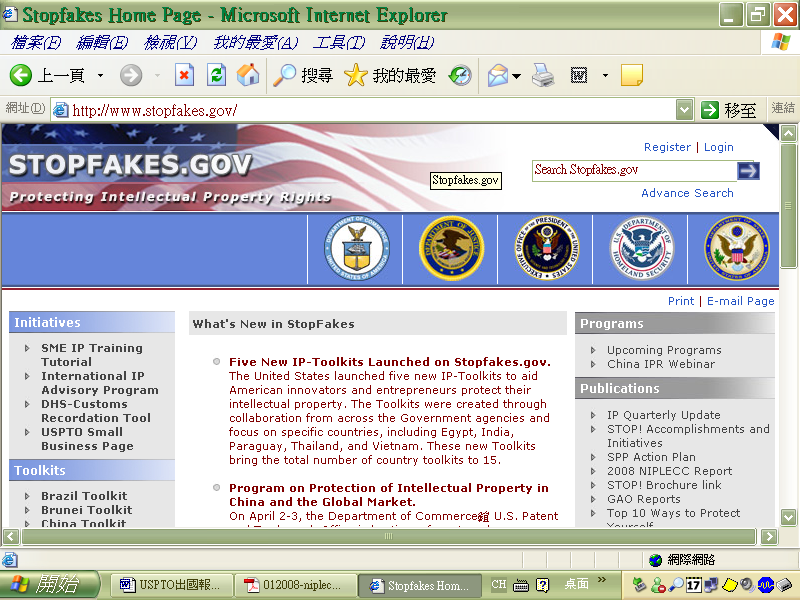 Stopfakes Home Page - Microsoft Internet Explorer
檔案(F) 編輯(E) 檢視(V) 我的最愛(A) 工具(T) 說明(H)
上一頁 搜尋 我的最愛
網址(D) http://www.stopfakes.gov/ 移至 連結
Register | Login
STOPFAKES.GOV
Search Stopfakes.gov
Stopfakes.gov
Protecting Intellectual Property Rights
Advance Search
Print | E-mail Page
Initiatives
SME IP Training
Tutorial
International IP
Advisory Program
DHS-Customs
Recordation Tool
USPTO Small
Business Page
Toolkits
Brazil Toolkit
Brunei Toolkit
China Toolkit
What's New in StopFakes
Five New IP-Toolkits Launched on Stopfakes.gov.
The United States launched five new IP-Toolkits to aid
American innovators and entrepreneurs protect their
intellectual property. The Toolkits were created through
collaboration from across the Government agencies and
focus on specific countries, including Egypt, India,
Paraguay, Thailand, and Vietnam. These new Toolkits
bring the total number of country toolkits to 15.
Program on Protection of Intellectual Property in
China and the Global Market.
On April 2-3, the Department of Commerce鎚 U.S. Patent
Programs
Upcoming Programs
China IPR Webinar
Publications
IP Quarterly Update
STOP! Accomplishments and
Initiatives
SPP Action Plan
2008 NIPLECC Report
STOP! Brochure link
GAO Reports
Top 10 Ways to Protect
Yourself
網際網路
開始 USPTO出國報... 012008-niplec... Stopfakes Hom... CH 桌面 » 17